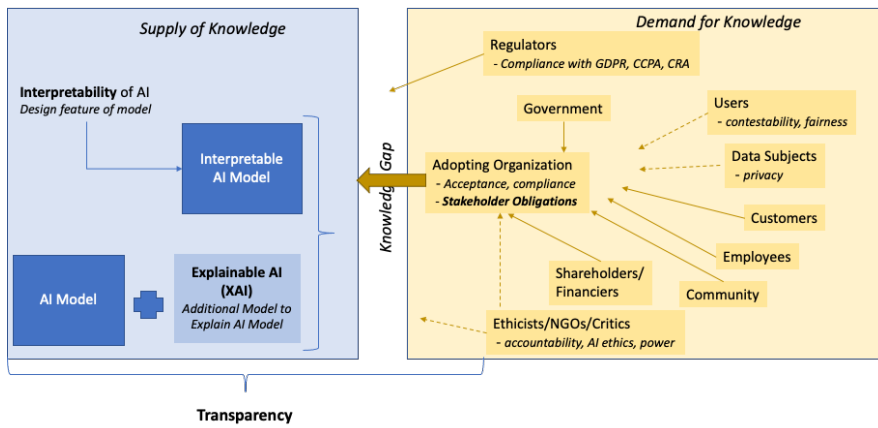 Supply of Knowledge
Interpretability of AI
Design feature of model
Interpretable
AI Model
AI Model
Explainable AI
(XAI)
Additional Model to
Explain AI Model
Knowledge Gap
Demand for Knowledge
Regulators
- Compliance with GDPR, CCPA, CRA
Government
Users
- contestability, fairness
Adopting Organization
- Acceptance, compliance
- Stakeholder Obligations
Data Subjects
- privacy
Customers
Employees
Shareholders/
Financiers
Community
Ethicists/NGOs/Critics
- accountability, AI ethics, power
Transparency